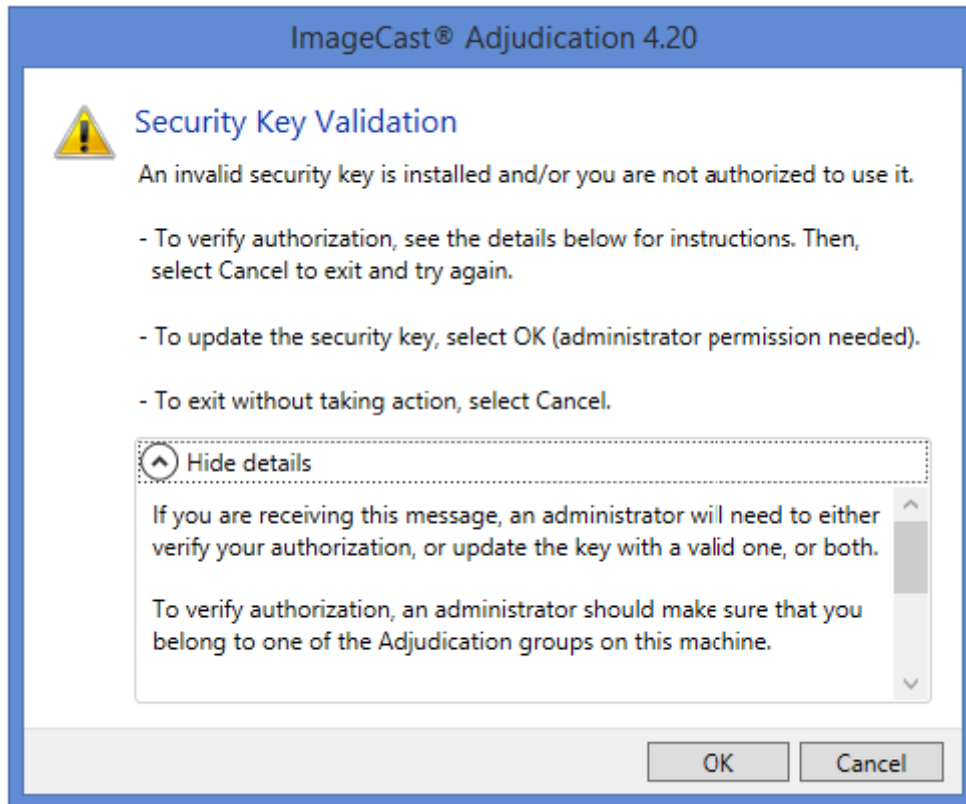 ImageCast® Adjudication 4.20
Security Key Validation
An invalid security key is installed and/or you are not authorized to use it.
- To verify authorization, see the details below for instructions. Then,
select Cancel to exit and try again.
- To update the security key, select OK (administrator permission needed).
- To exit without taking action, select Cancel.
Hide details
If you are receiving this message, an administrator will need to either
verify your authorization, or update the key with a valid one, or both.
To verify authorization, an administrator should make sure that you
belong to one of the Adjudication groups on this machine.
OK
Cancel